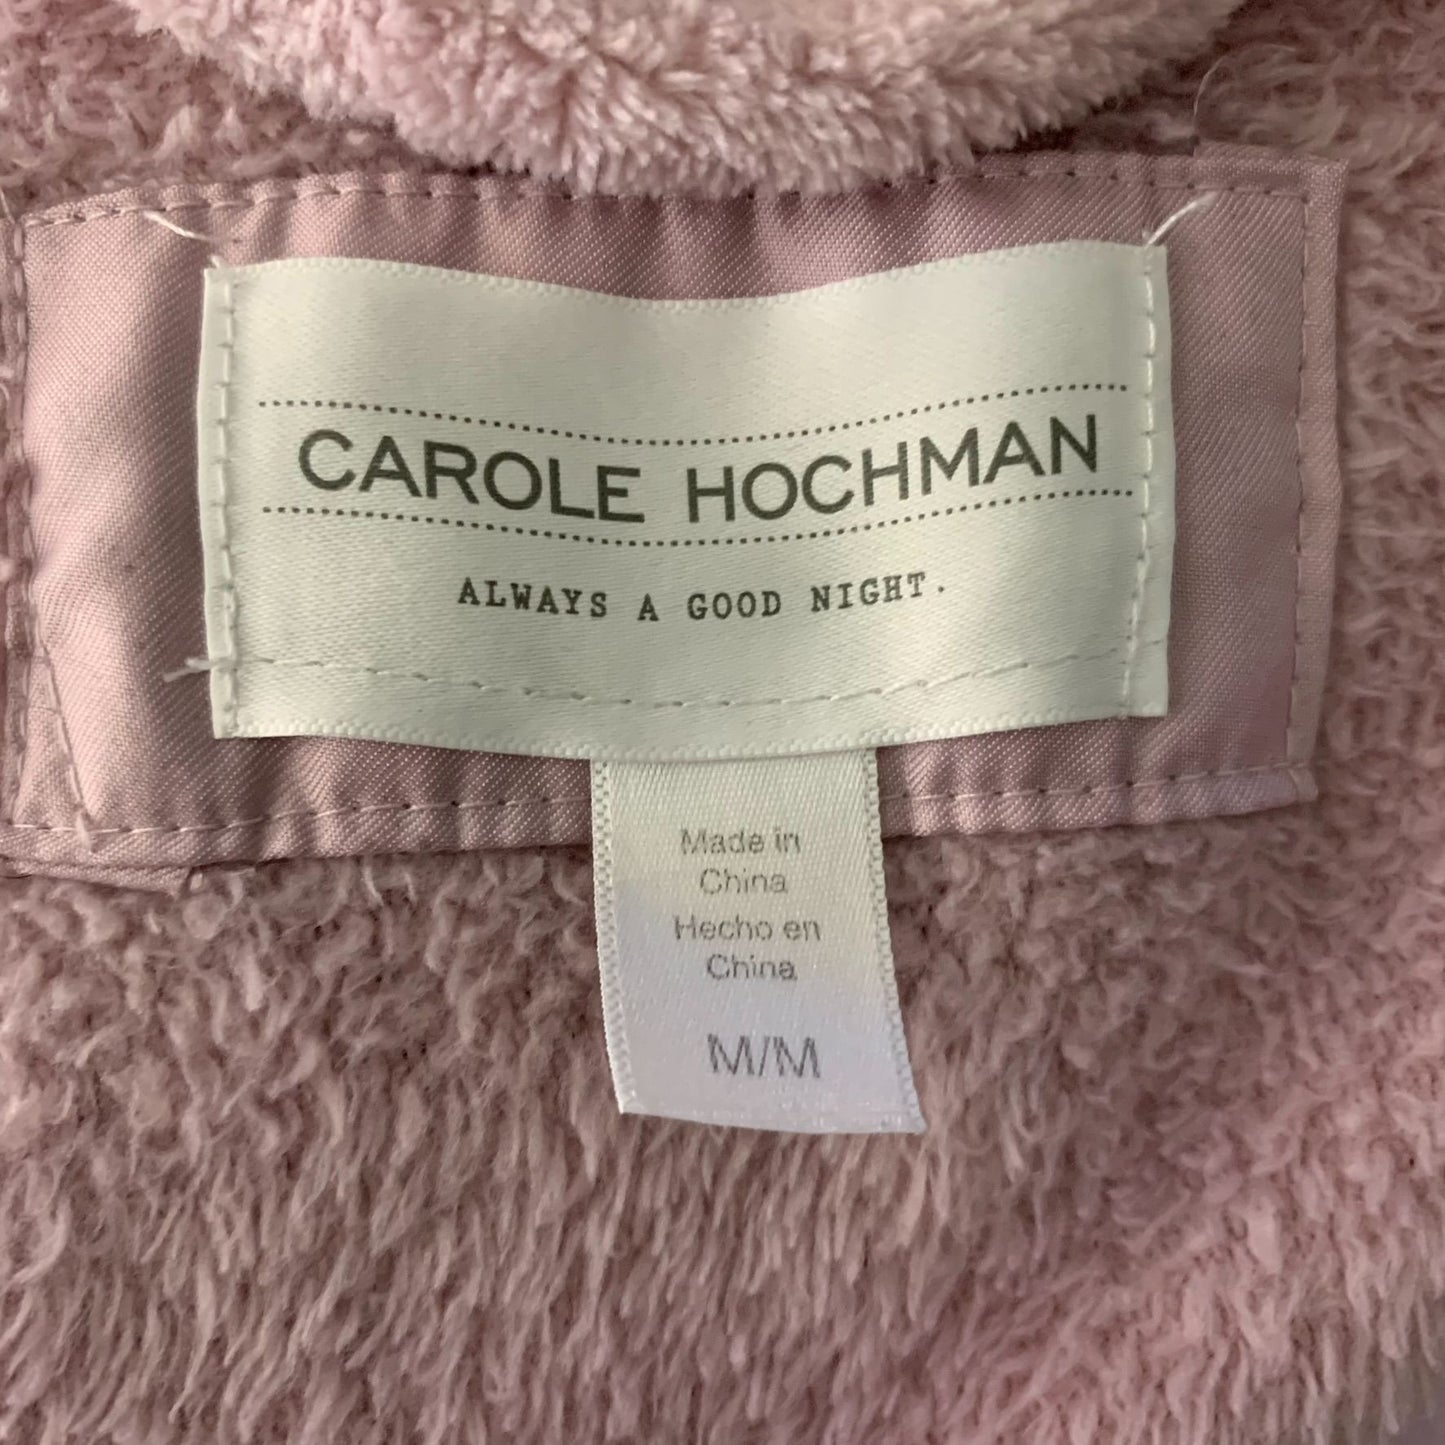 CAROLE HOCHMAN
ALWAYS A GOOD NIGHT.
Made in
China
Hecho en
China
M/M